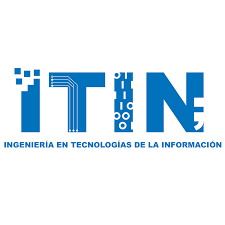 ITIN;
INGENIERÍA EN TECNOLOGÍAS DE LA INFORMACIÓN